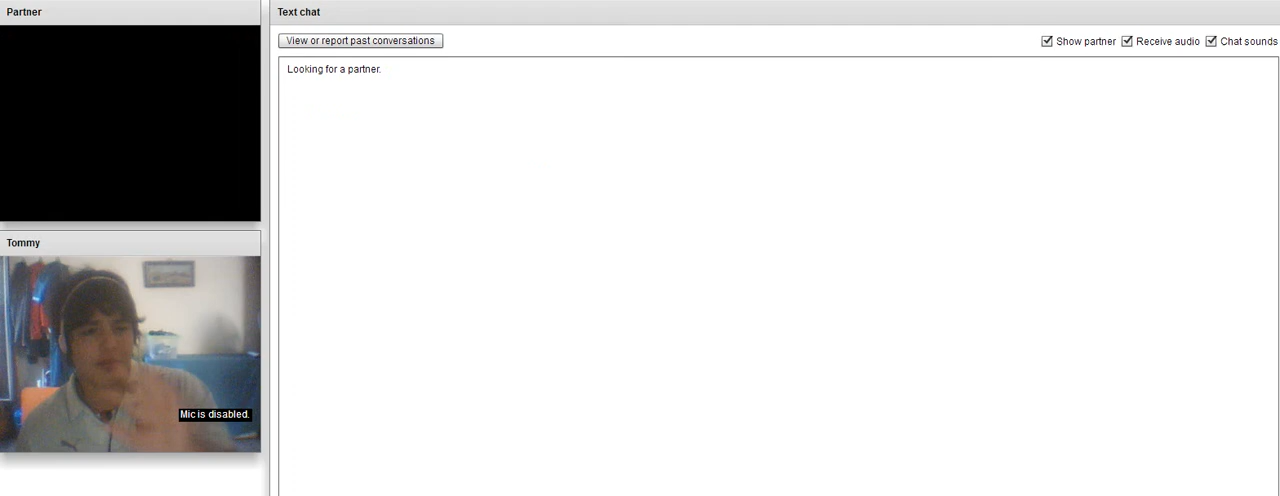 Partner
Text chat
View or report past conversations
Show partner
Receive audio
Chat sounds
Looking for a partner.
Tommy
Mic is disabled.